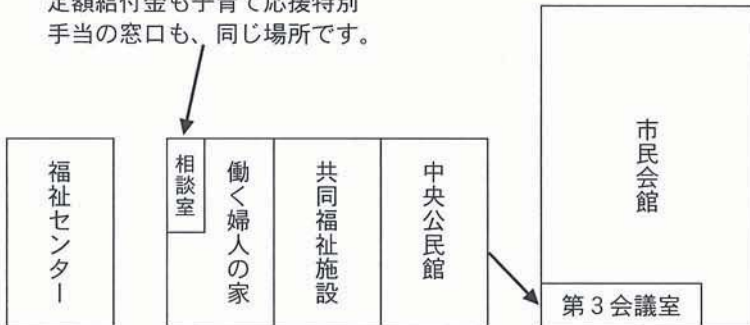 定額給付金も子育て応援特別
手当の窓口も、同じ場所です。
福祉センター
相談室
働く婦人の家
共同福祉施設
中央公民館
市民会館
第3会議室